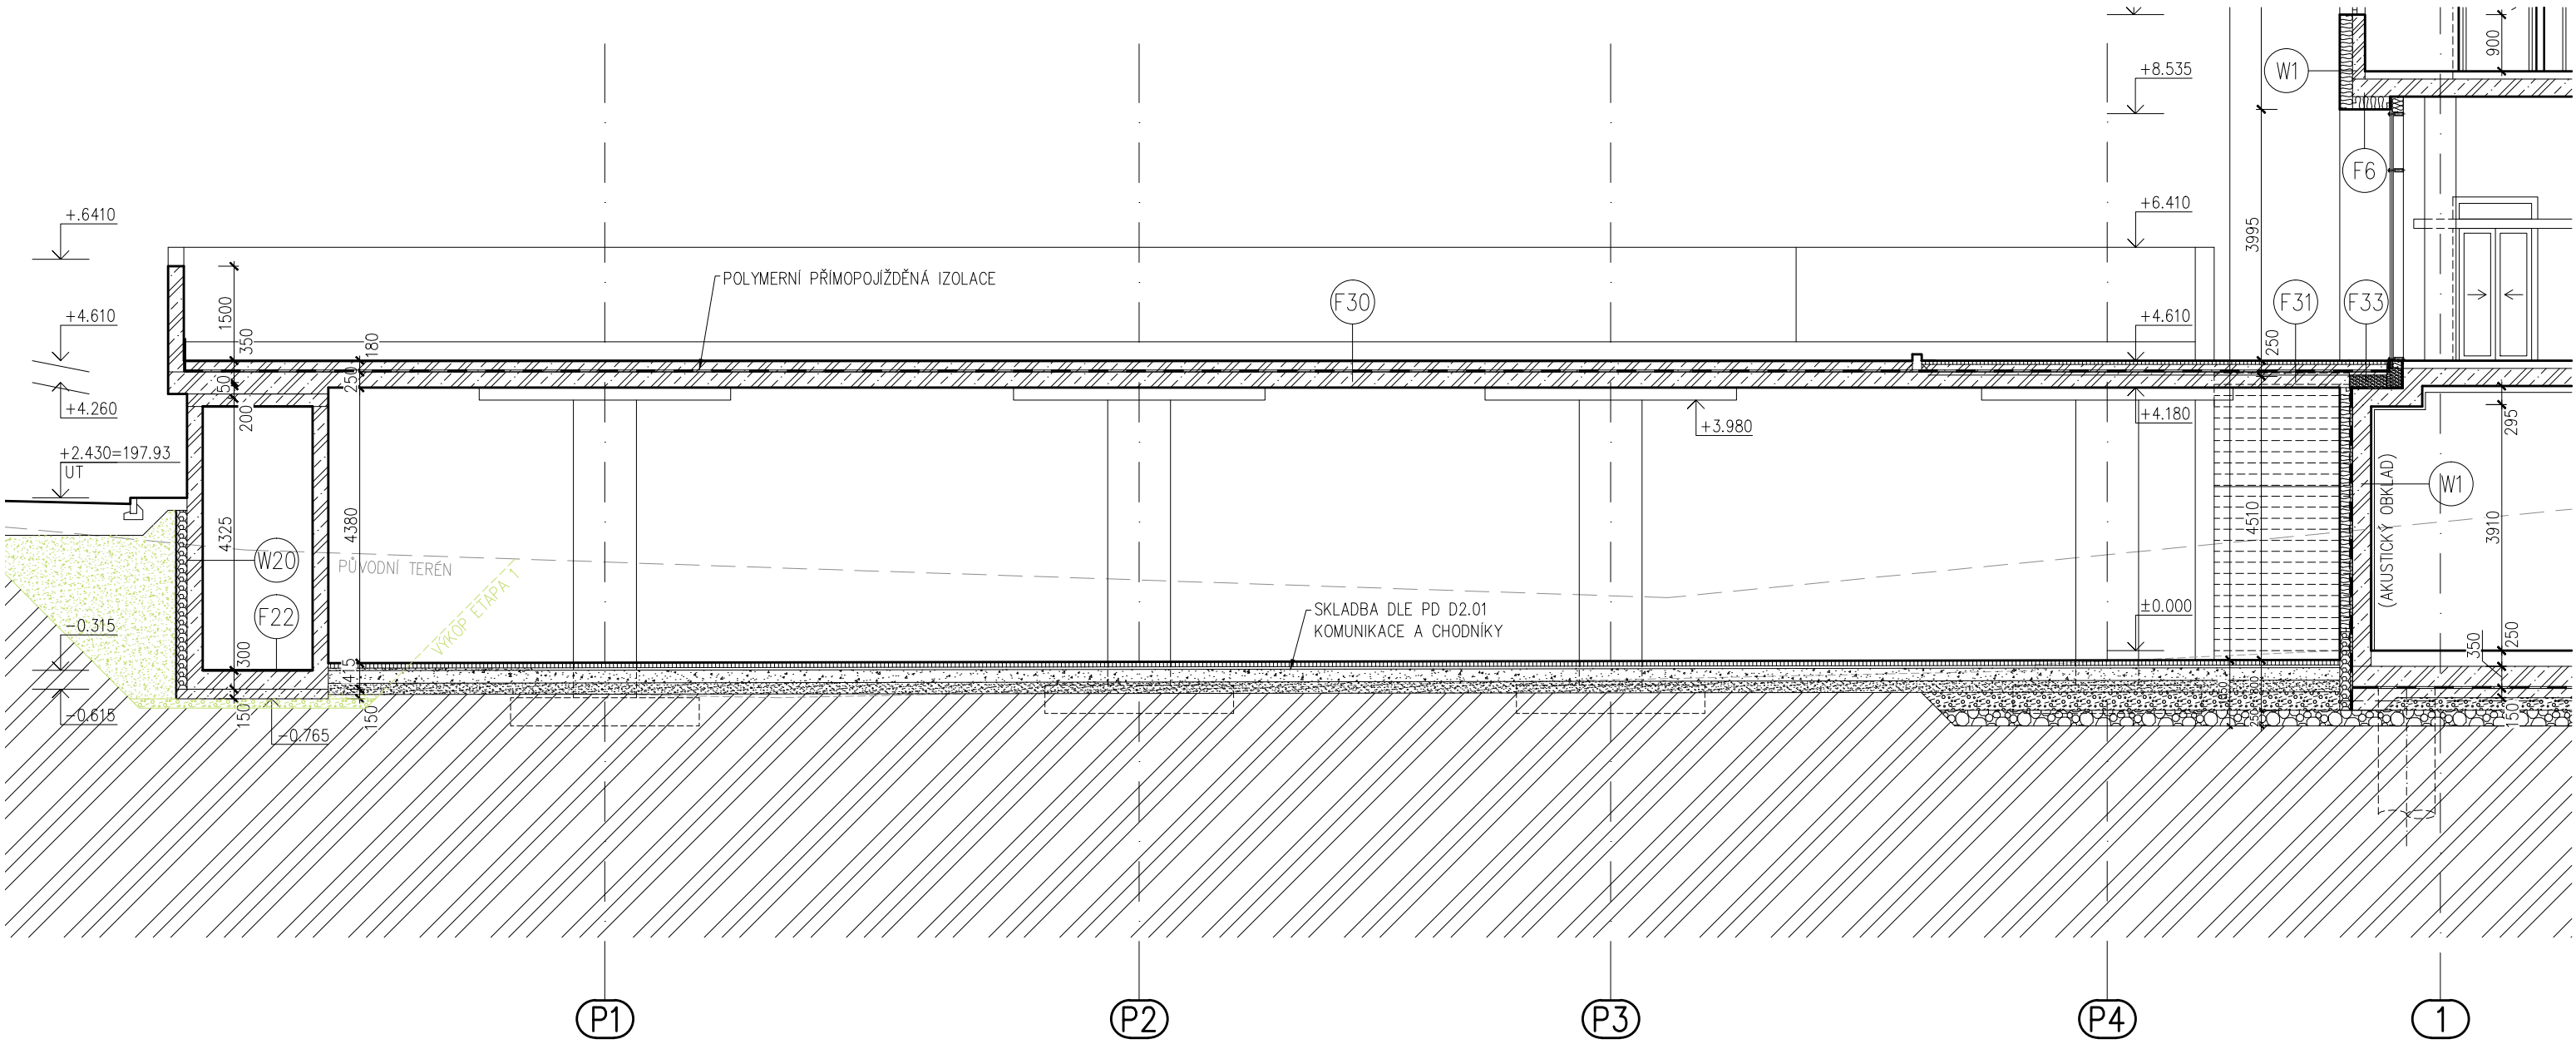 900
W1
+8.535
F6
+.6410
+6.410
3995
POLYMERNÍ PŘÍMOPOJÍŽDĚNÁ IZOLACE
F30
F31
F33
+4.610
1500
350
180
+4.610
250
50
250
+4.260
200
+4.180
+3.980
295
+2.430=197.93
UT
(AKUSTICKÝ OBKLAD)
W1
4325
4380
4510
3910
W20
PŮVODNÍ TERÉN
VÝKOP ETAPA 1
F22
SKLADBA DLE PD D2.01
KOMUNIKACE A CHODNÍKY
±0.000
-0.315
300
415
350
250
-0.615
150
150
-0.765
250
150
P1
P2
P3
P4
1